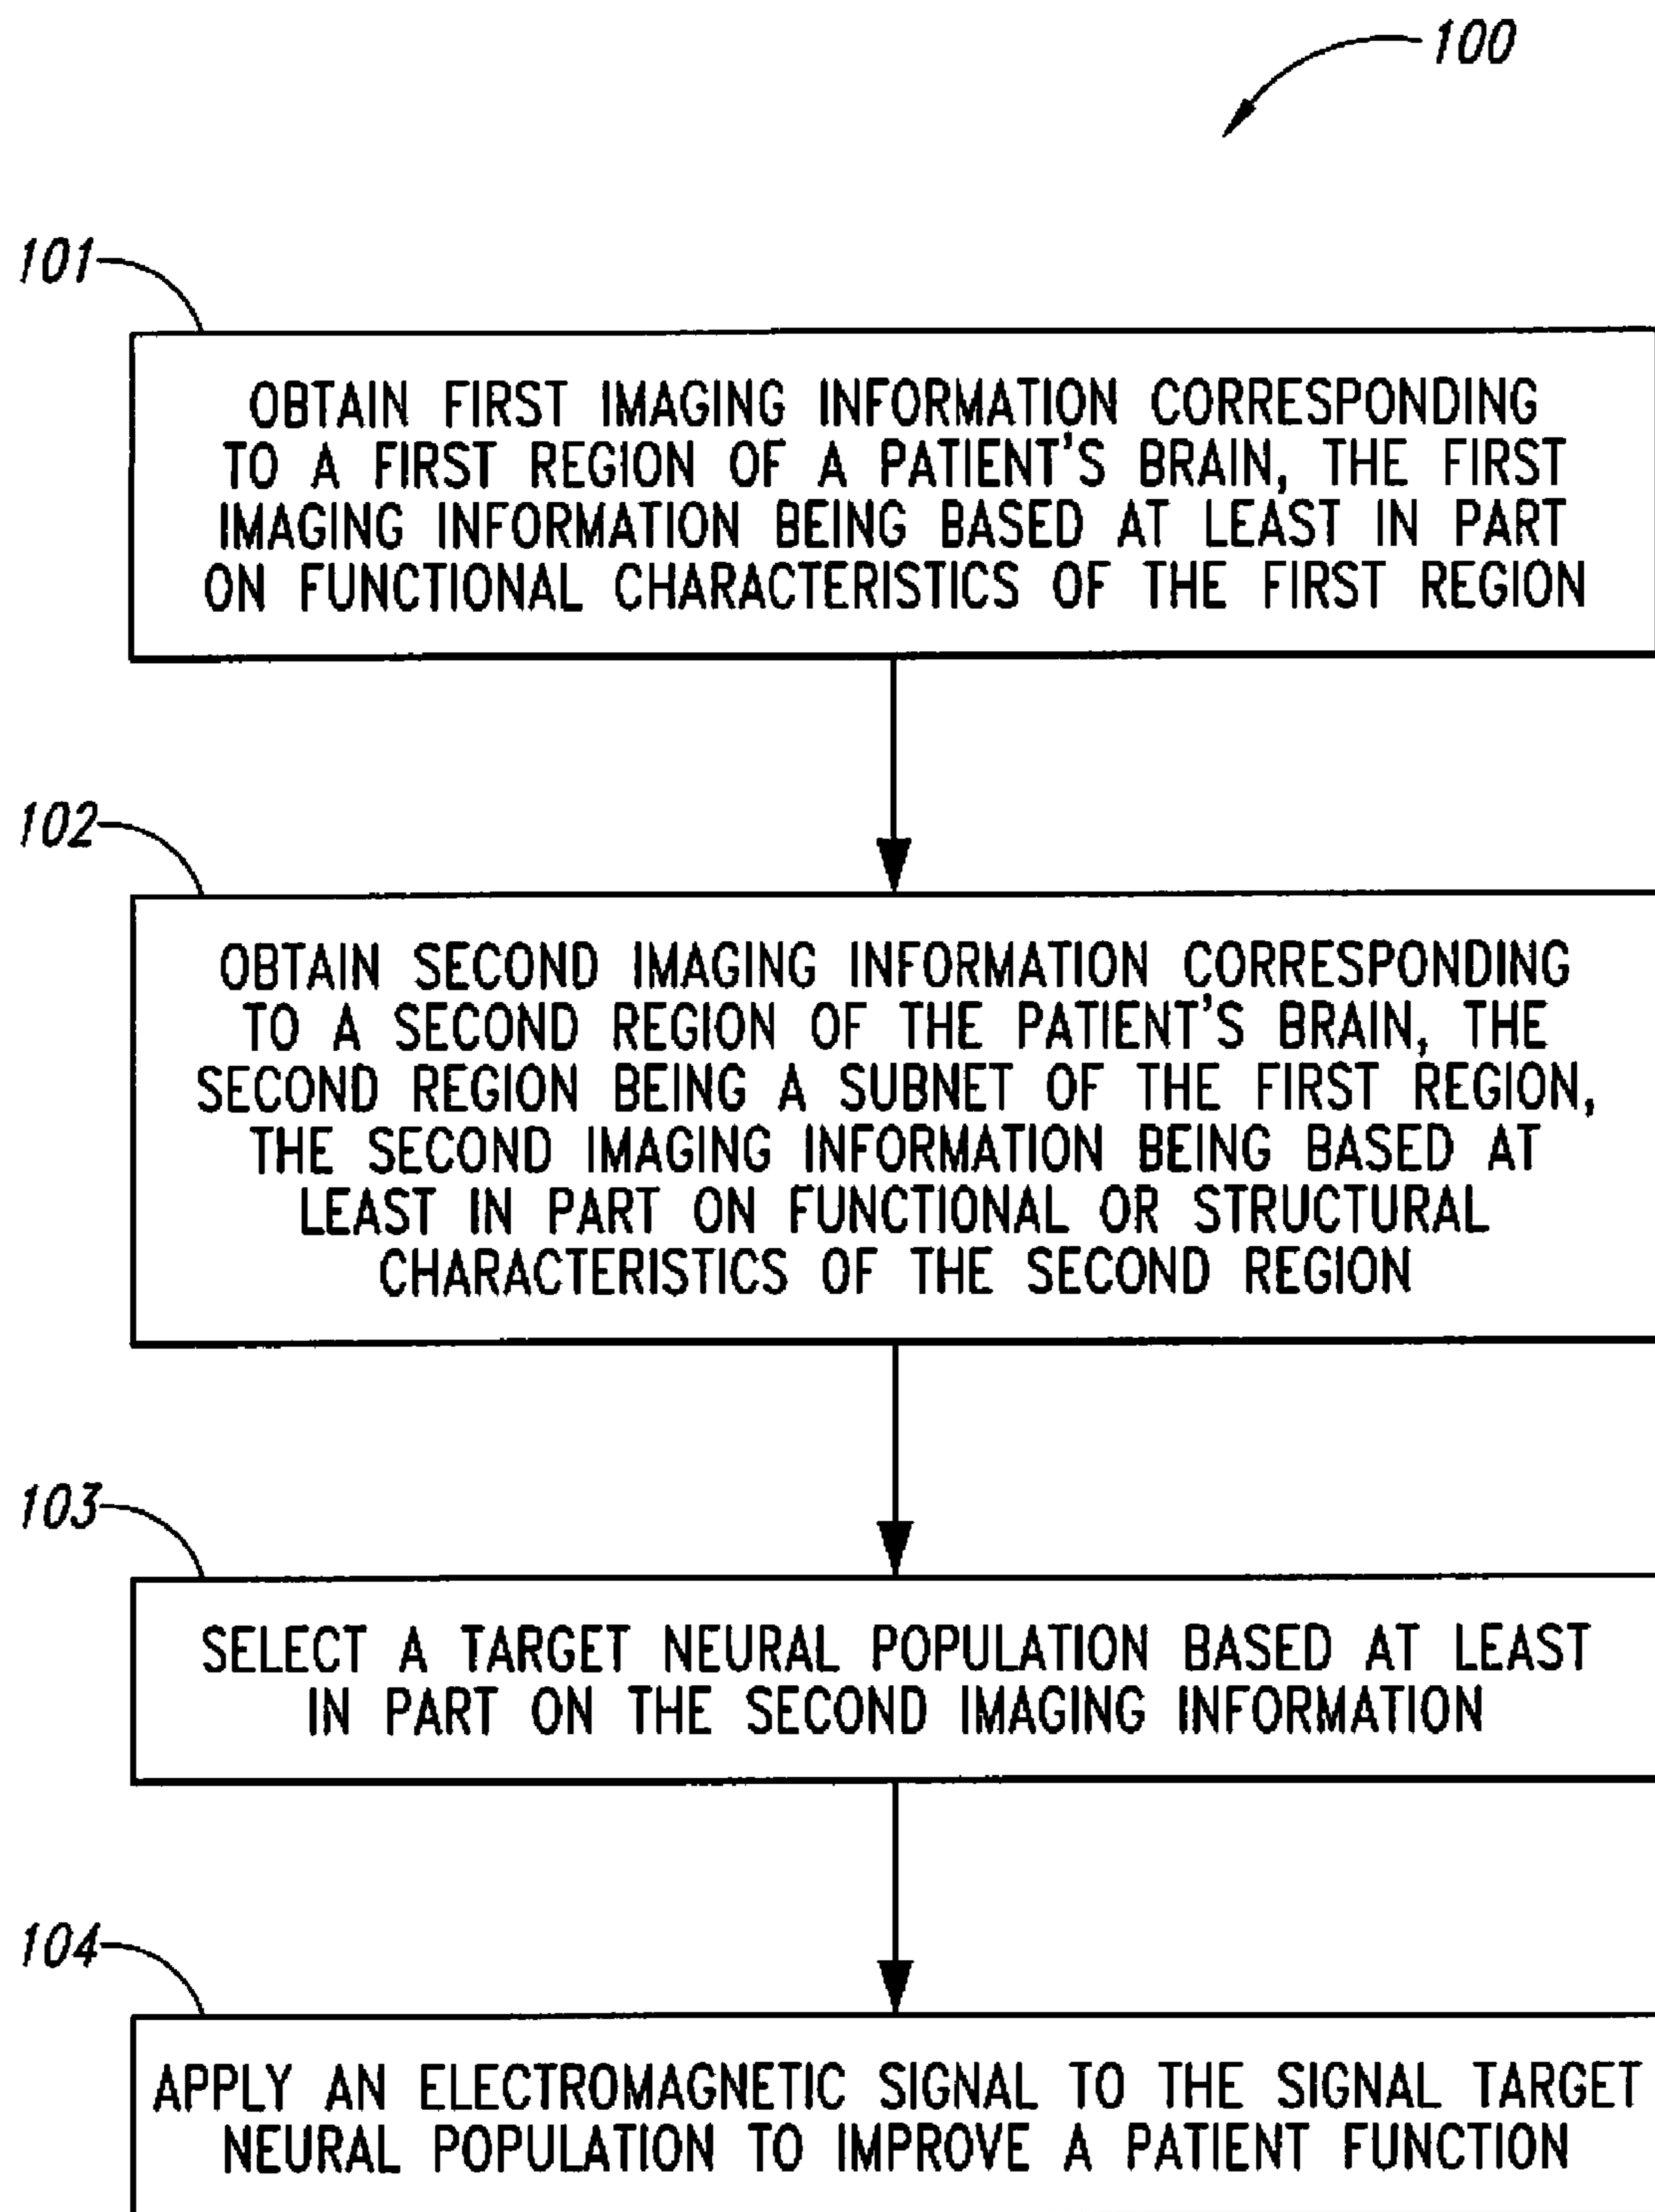 100
101
OBTAIN FIRST IMAGING INFORMATION CORRESPONDING
TO A FIRST REGION OF A PATIENT'S BRAIN, THE FIRST
IMAGING INFORMATION BEING BASED AT LEAST IN PART
ON FUNCTIONAL CHARACTERISTICS OF THE FIRST REGION
102
OBTAIN SECOND IMAGING INFORMATION CORRESPONDING
TO A SECOND REGION OF THE PATIENT'S BRAIN, THE
SECOND REGION BEING A SUBNET OF THE FIRST REGION,
THE SECOND IMAGING INFORMATION BEING BASED AT
LEAST IN PART ON FUNCTIONAL OR STRUCTURAL
CHARACTERISTICS OF THE SECOND REGION
103
SELECT A TARGET NEURAL POPULATION BASED AT LEAST
IN PART ON THE SECOND IMAGING INFORMATION
104
APPLY AN ELECTROMAGNETIC SIGNAL TO THE SIGNAL TARGET
NEURAL POPULATION TO IMPROVE A PATIENT FUNCTION